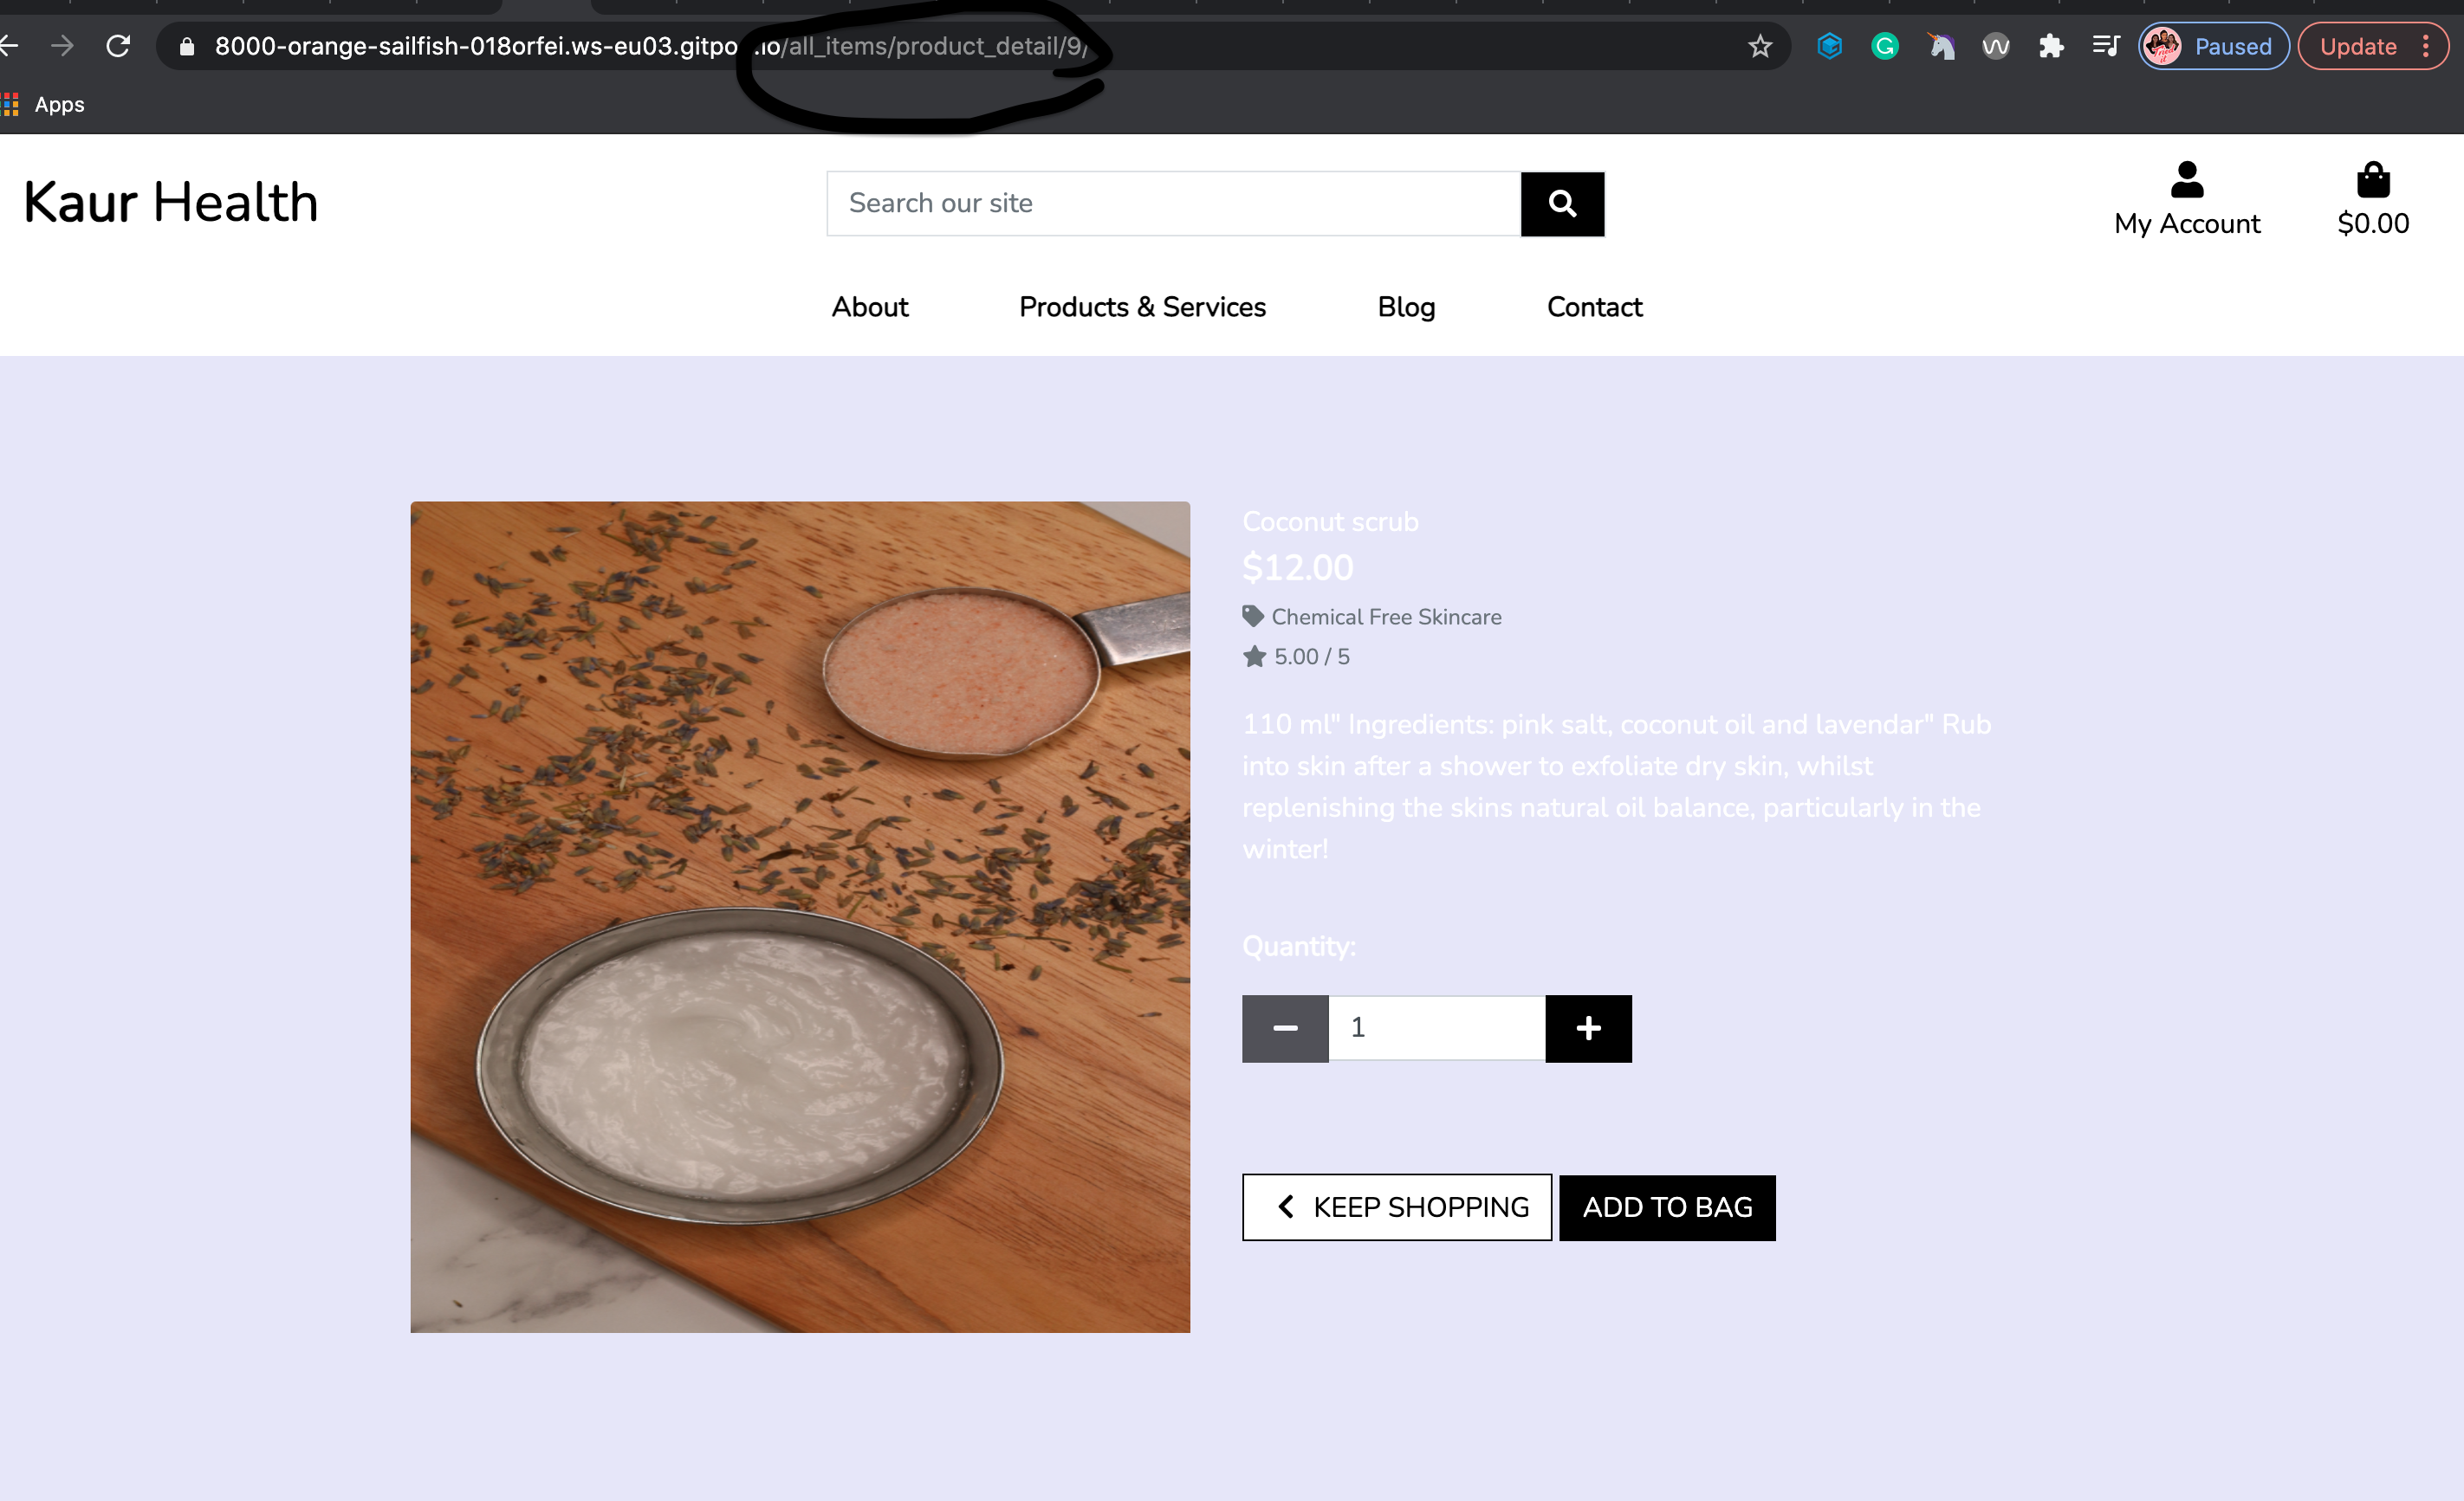 8000-orange-sailfish-018orfei.ws-eu03.gitpo .io/all_items/product_detail/9/
Paused
Update
Apps
Kaur Health
Search our site
My Account
$0.00
About
Products & Services
Blog
Contact
Coconut scrub
$12.00
Chemical Free Skincare
5.00 / 5
110 ml" Ingredients: pink salt, coconut oil and lavendar" Rub
into skin after a shower to exfoliate dry skin, whilst
replenishing the skins natural oil balance, particularly in the
winter!
Quantity:
1
KEEP SHOPPING
ADD TO BAG